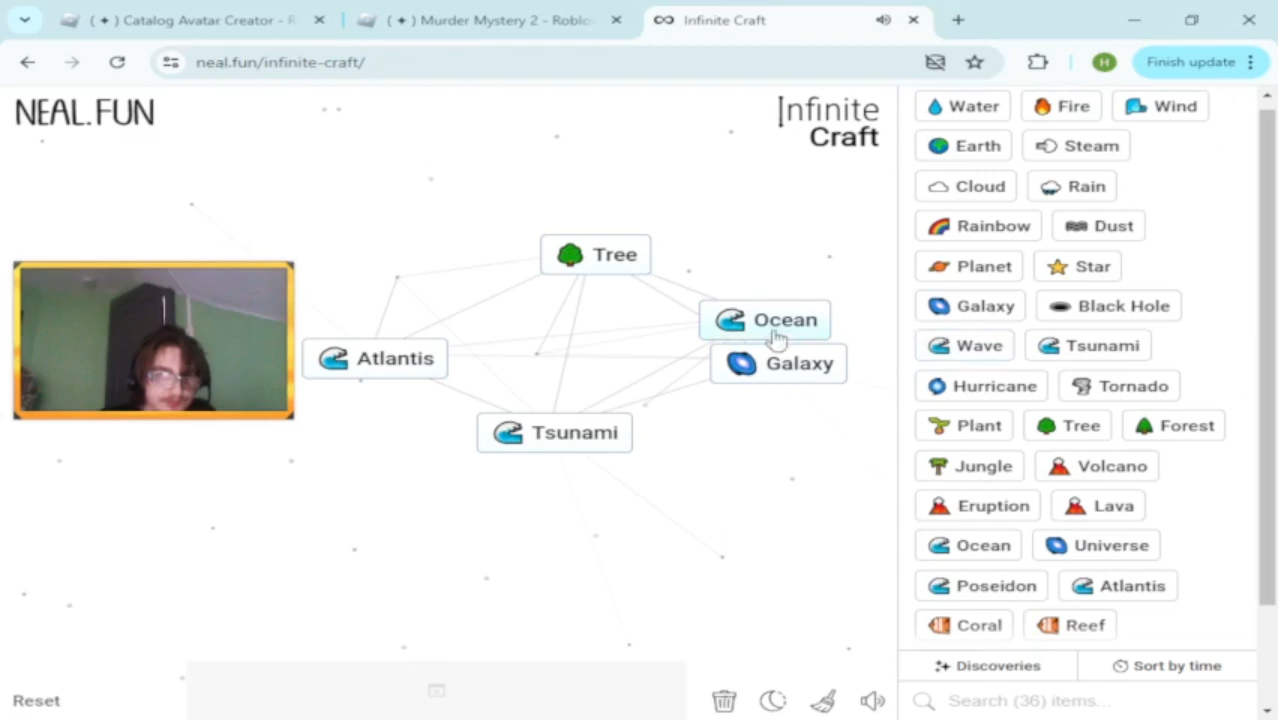 ( + ) Catalog Avatar Creator - R
( + ) Murder Mystery 2 - Roblo
Infinite Craft
neal.fun/infinite-craft/
H
Finish update
NEAL.FUN
Infinite
Craft
Tree
Ocean
Atlantis
Galaxy
Tsunami
Water Fire Wind
Earth Steam
Cloud Rain
Rainbow Dust
Planet Star
Galaxy Black Hole
Wave Tsunami
Hurricane Tornado
Plant Tree Forest
Jungle Volcano
Eruption Lava
Ocean Universe
Poseidon Atlantis
Coral Reef
Discoveries Sort by time
Reset
Search (36) items...